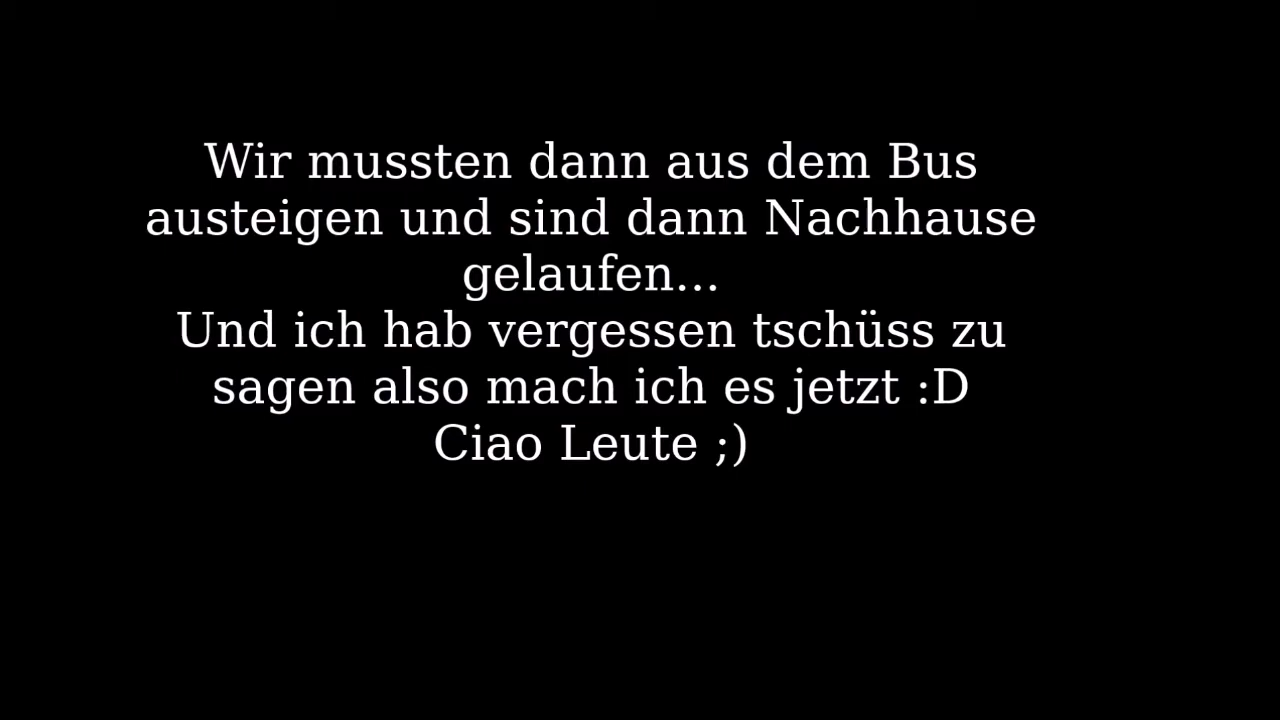 Wir mussten dann aus dem Bus
austeigen und sind dann Nachhause
gelaufen...
Und ich hab vergessen tschüss zu
sagen also mach ich es jetzt :D
Ciao Leute ;)